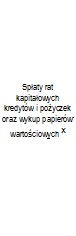 Spłaty rat
kapitałowych
kredytów i pożyczek
oraz wykup papierów
wartościowych x